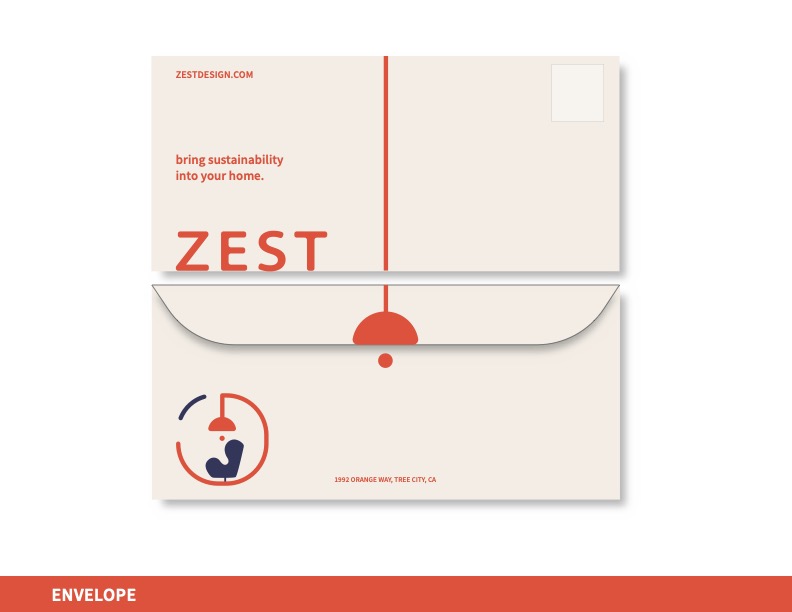 ZESTDESIGN.COM
bring sustainability
into your home.
ZEST
1992 ORANGE WAY, TREE CITY, CA
ENVELOPE